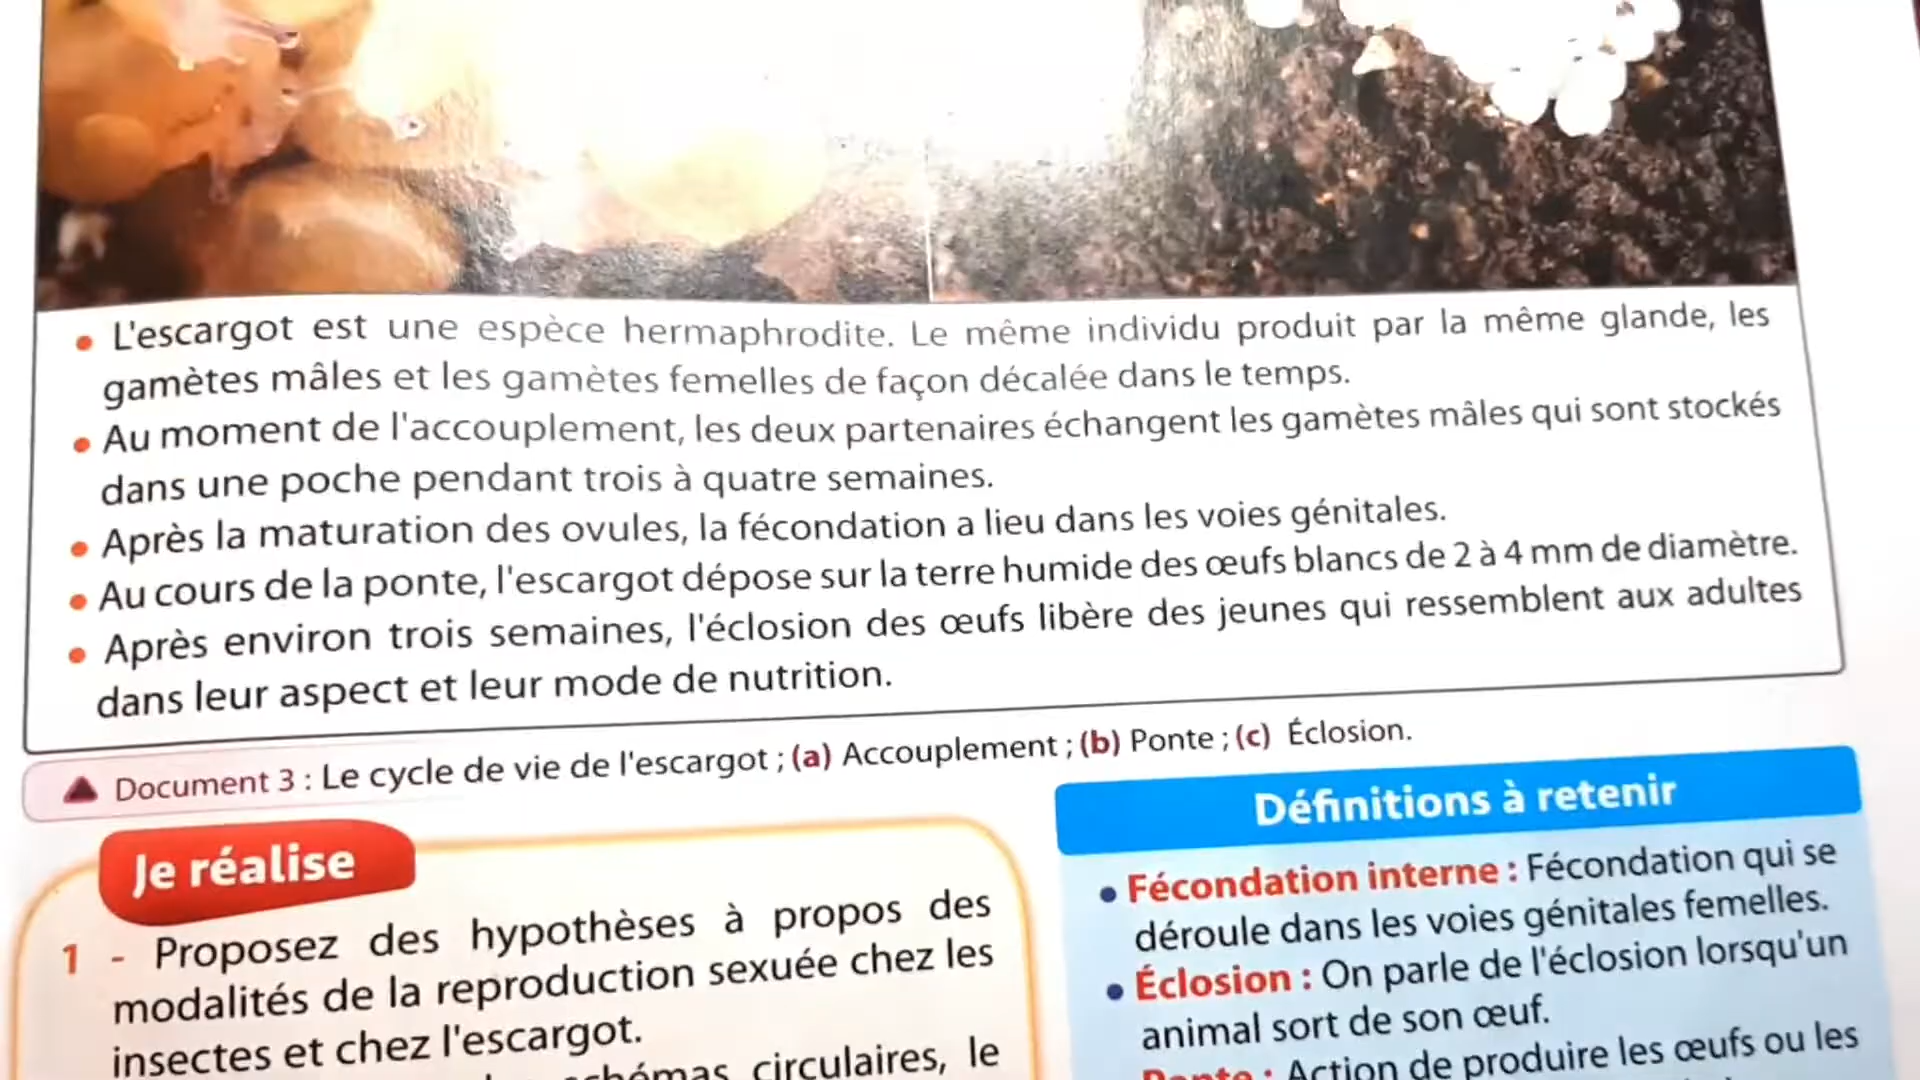 • L'escargot est une espèce hermaphrodite. Le même individu produit par la même glande, les
gamètes mâles et les gamètes femelles de façon décalée dans le temps.
• Au moment de l'accouplement, les deux partenaires échangent les gamètes mâles qui sont stockés
dans une poche pendant trois à quatre semaines.
• Après la maturation des ovules, la fécondation a lieu dans les voies génitales.
• Au cours de la ponte, l'escargot dépose sur la terre humide des œufs blancs de 2 à 4 mm de diamètre.
• Après environ trois semaines, l'éclosion des œufs libère des jeunes qui ressemblent aux adultes
dans leur aspect et leur mode de nutrition.
Document 3 : Le cycle de vie de l'escargot ; (a) Accouplement ; (b) Ponte ; (c) Éclosion.
Je réalise
1 - Proposez des hypothèses à propos des
modalités de la reproduction sexuée chez les
insectes et chez l'escargot.
schémas circulaires, le
Définitions à retenir
• Fécondation interne : Fécondation qui se
déroule dans les voies génitales femelles.
• Éclosion : On parle de l'éclosion lorsqu'un
animal sort de son œuf.
Ponte : Action de produire les œufs ou les